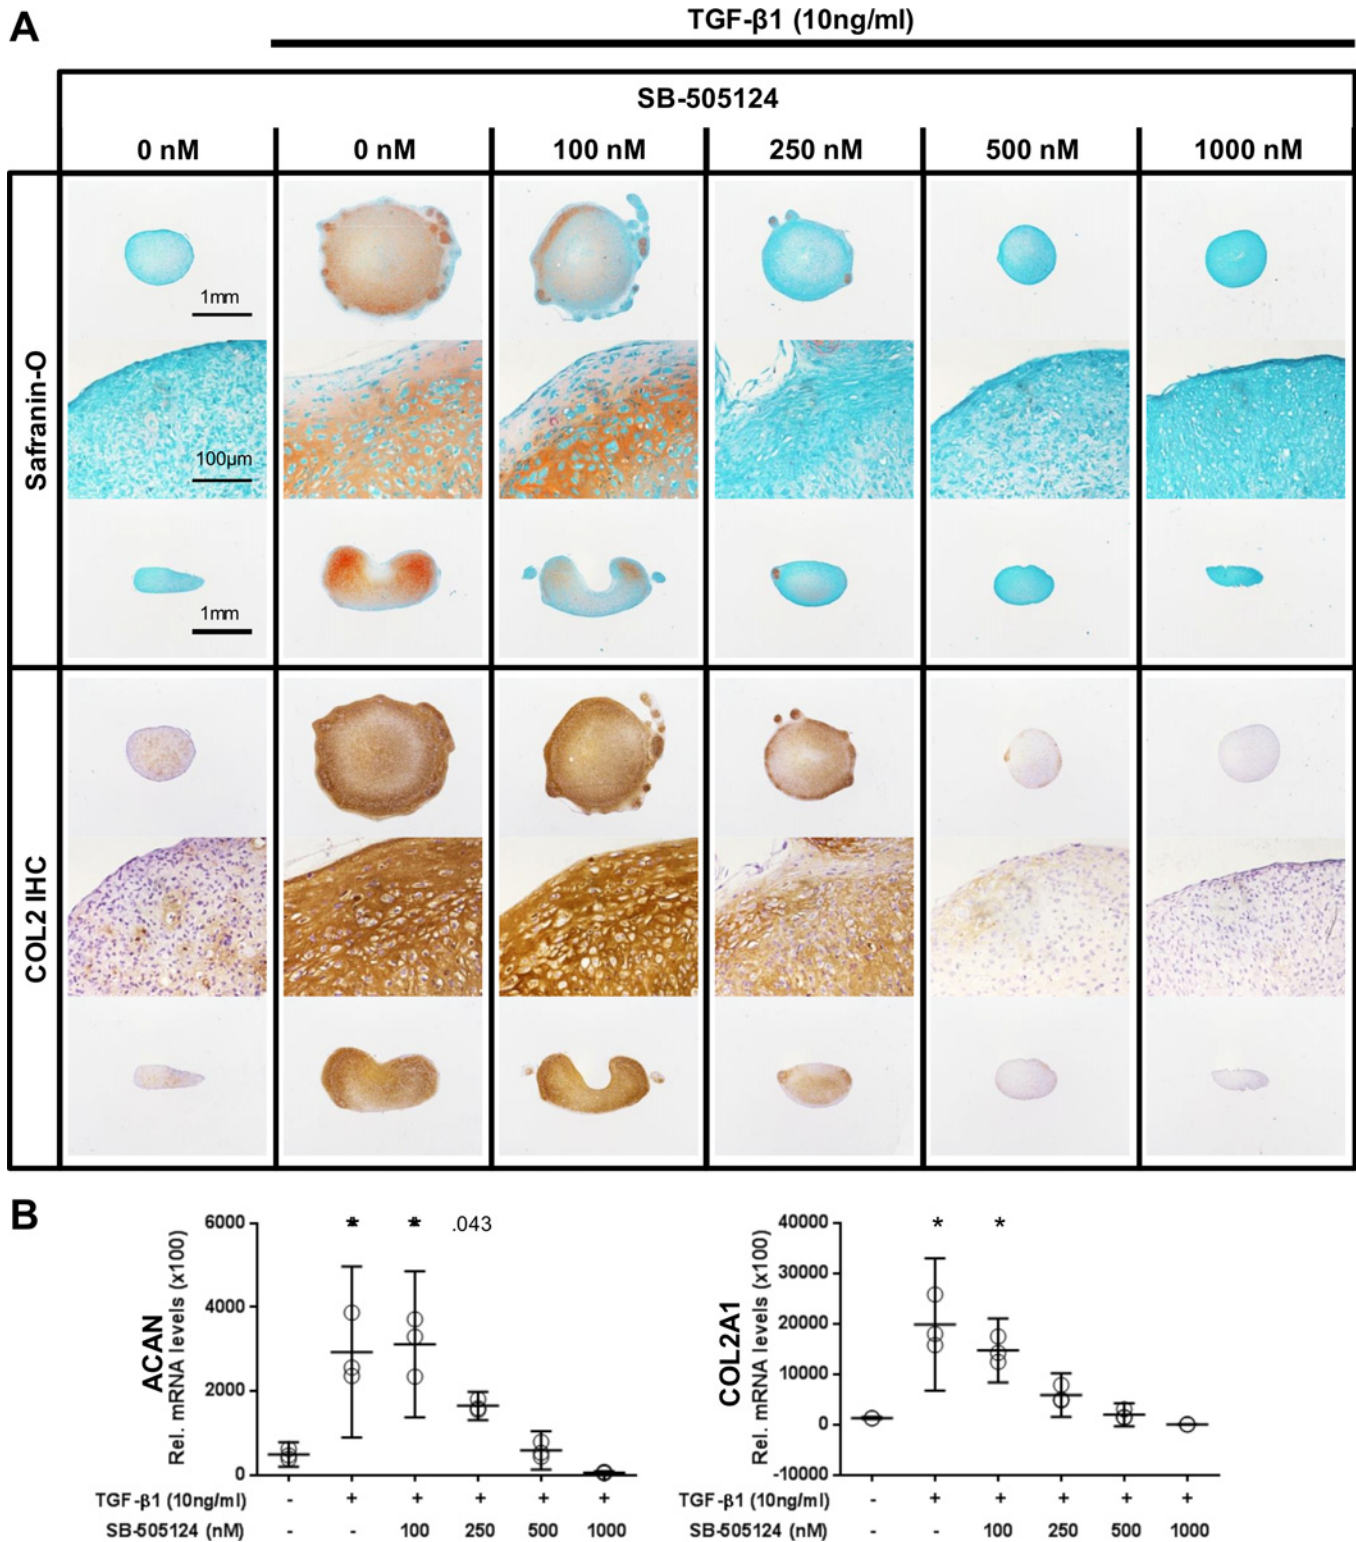 A
TGF-β1 (10ng/ml)
SB-505124
0 nM 0 nM 100 nM 250 nM 500 nM 1000 nM
Safranin-O
1mm
100µm
1mm
COL2 IHC
B
ACAN
Rel. mRNA levels (x100)
6000
4000
2000
0
* * .043
TGF-β1 (10ng/ml) - + + + + +
SB-505124 (nM) - - 100 250 500 1000
COL2A1
Rel. mRNA levels (x100)
40000
30000
20000
10000
0
-10000
* *
TGF-β1 (10ng/ml) - + + + + +
SB-505124 (nM) - - 100 250 500 1000